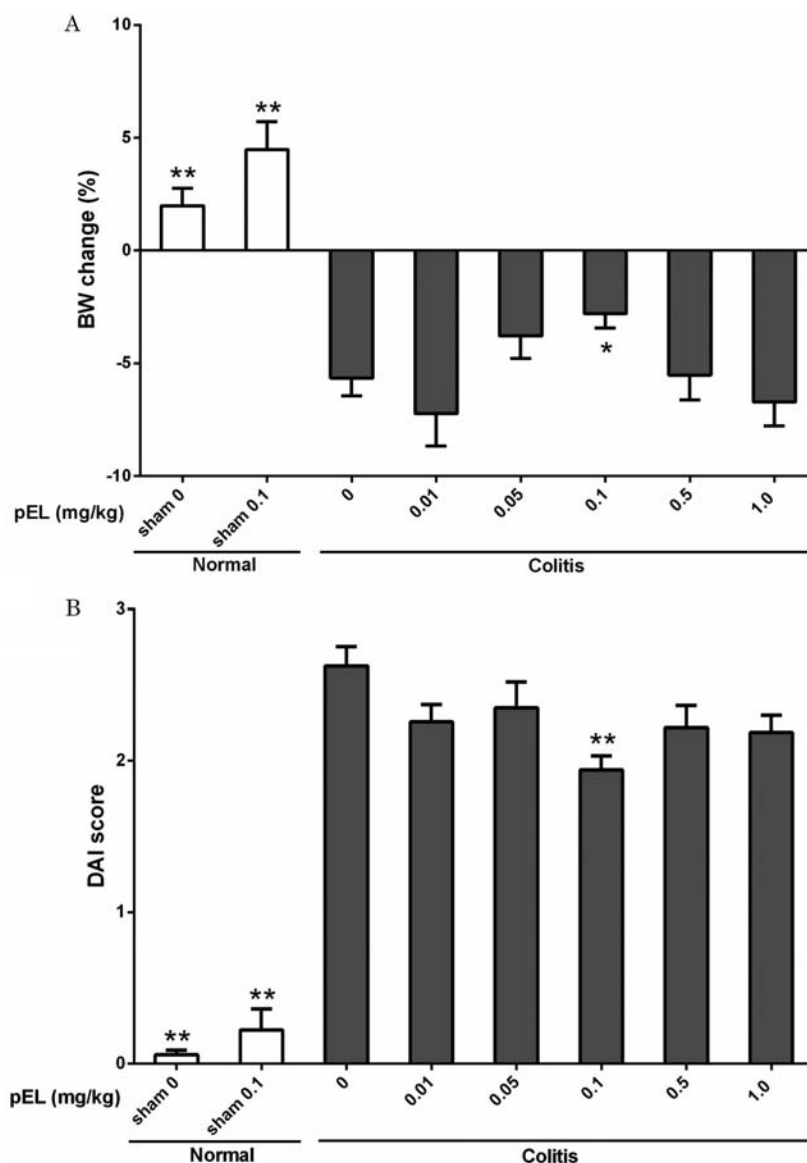 A
10
5
0
-5
-10
BW change (%)
**
**
*
pEL (mg/kg)
sham 0
sham 0.1
0
0.01
0.05
0.1
0.5
1.0
Normal
Colitis
B
3
2
1
0
DAI score
**
**
**
pEL (mg/kg)
sham 0
sham 0.1
0
0.01
0.05
0.1
0.5
1.0
Normal
Colitis